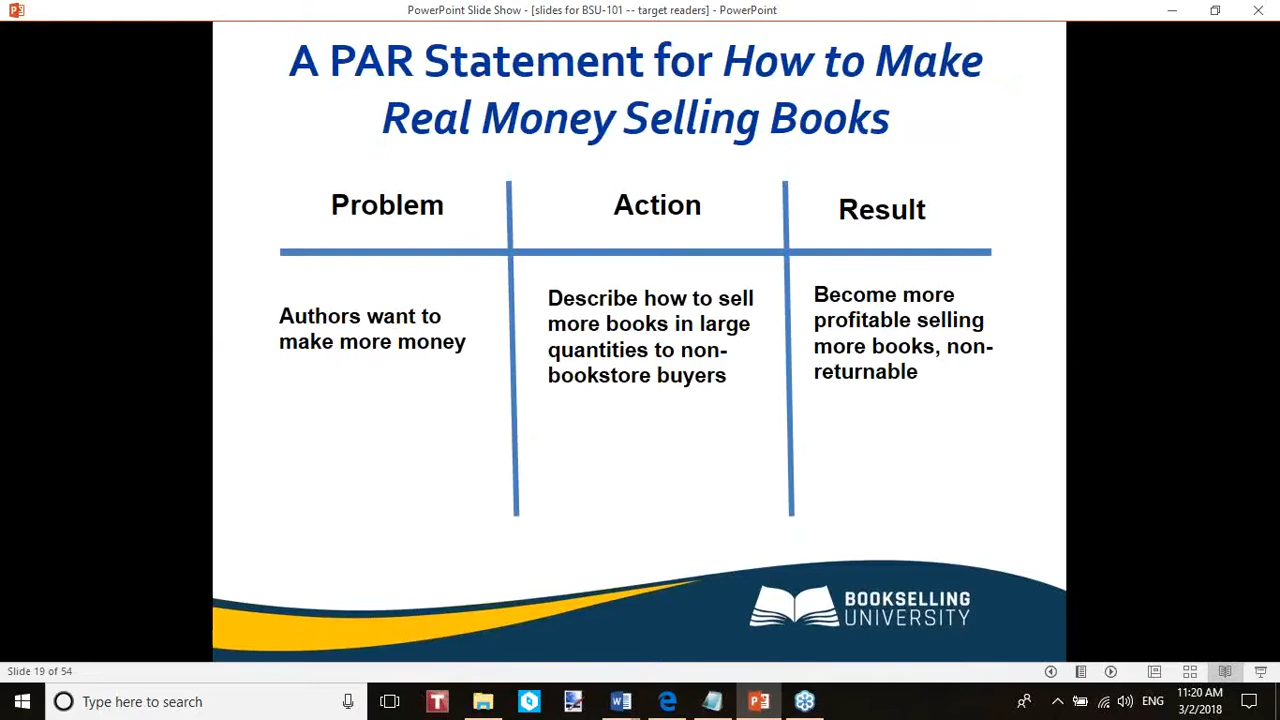 PowerPoint Slide Show - [slides for BSU-101 -- target readers] - PowerPoint
A PAR Statement for How to Make
Real Money Selling Books
Problem
Action
Result
Authors want to
make more money
Describe how to sell
more books in large
quantities to non-
bookstore buyers
Become more
profitable selling
more books, non-
returnable
BOOKSELLING
UNIVERSITY
Slide 19 of 54
Type here to search
ENG
11:20 AM
3/2/2018